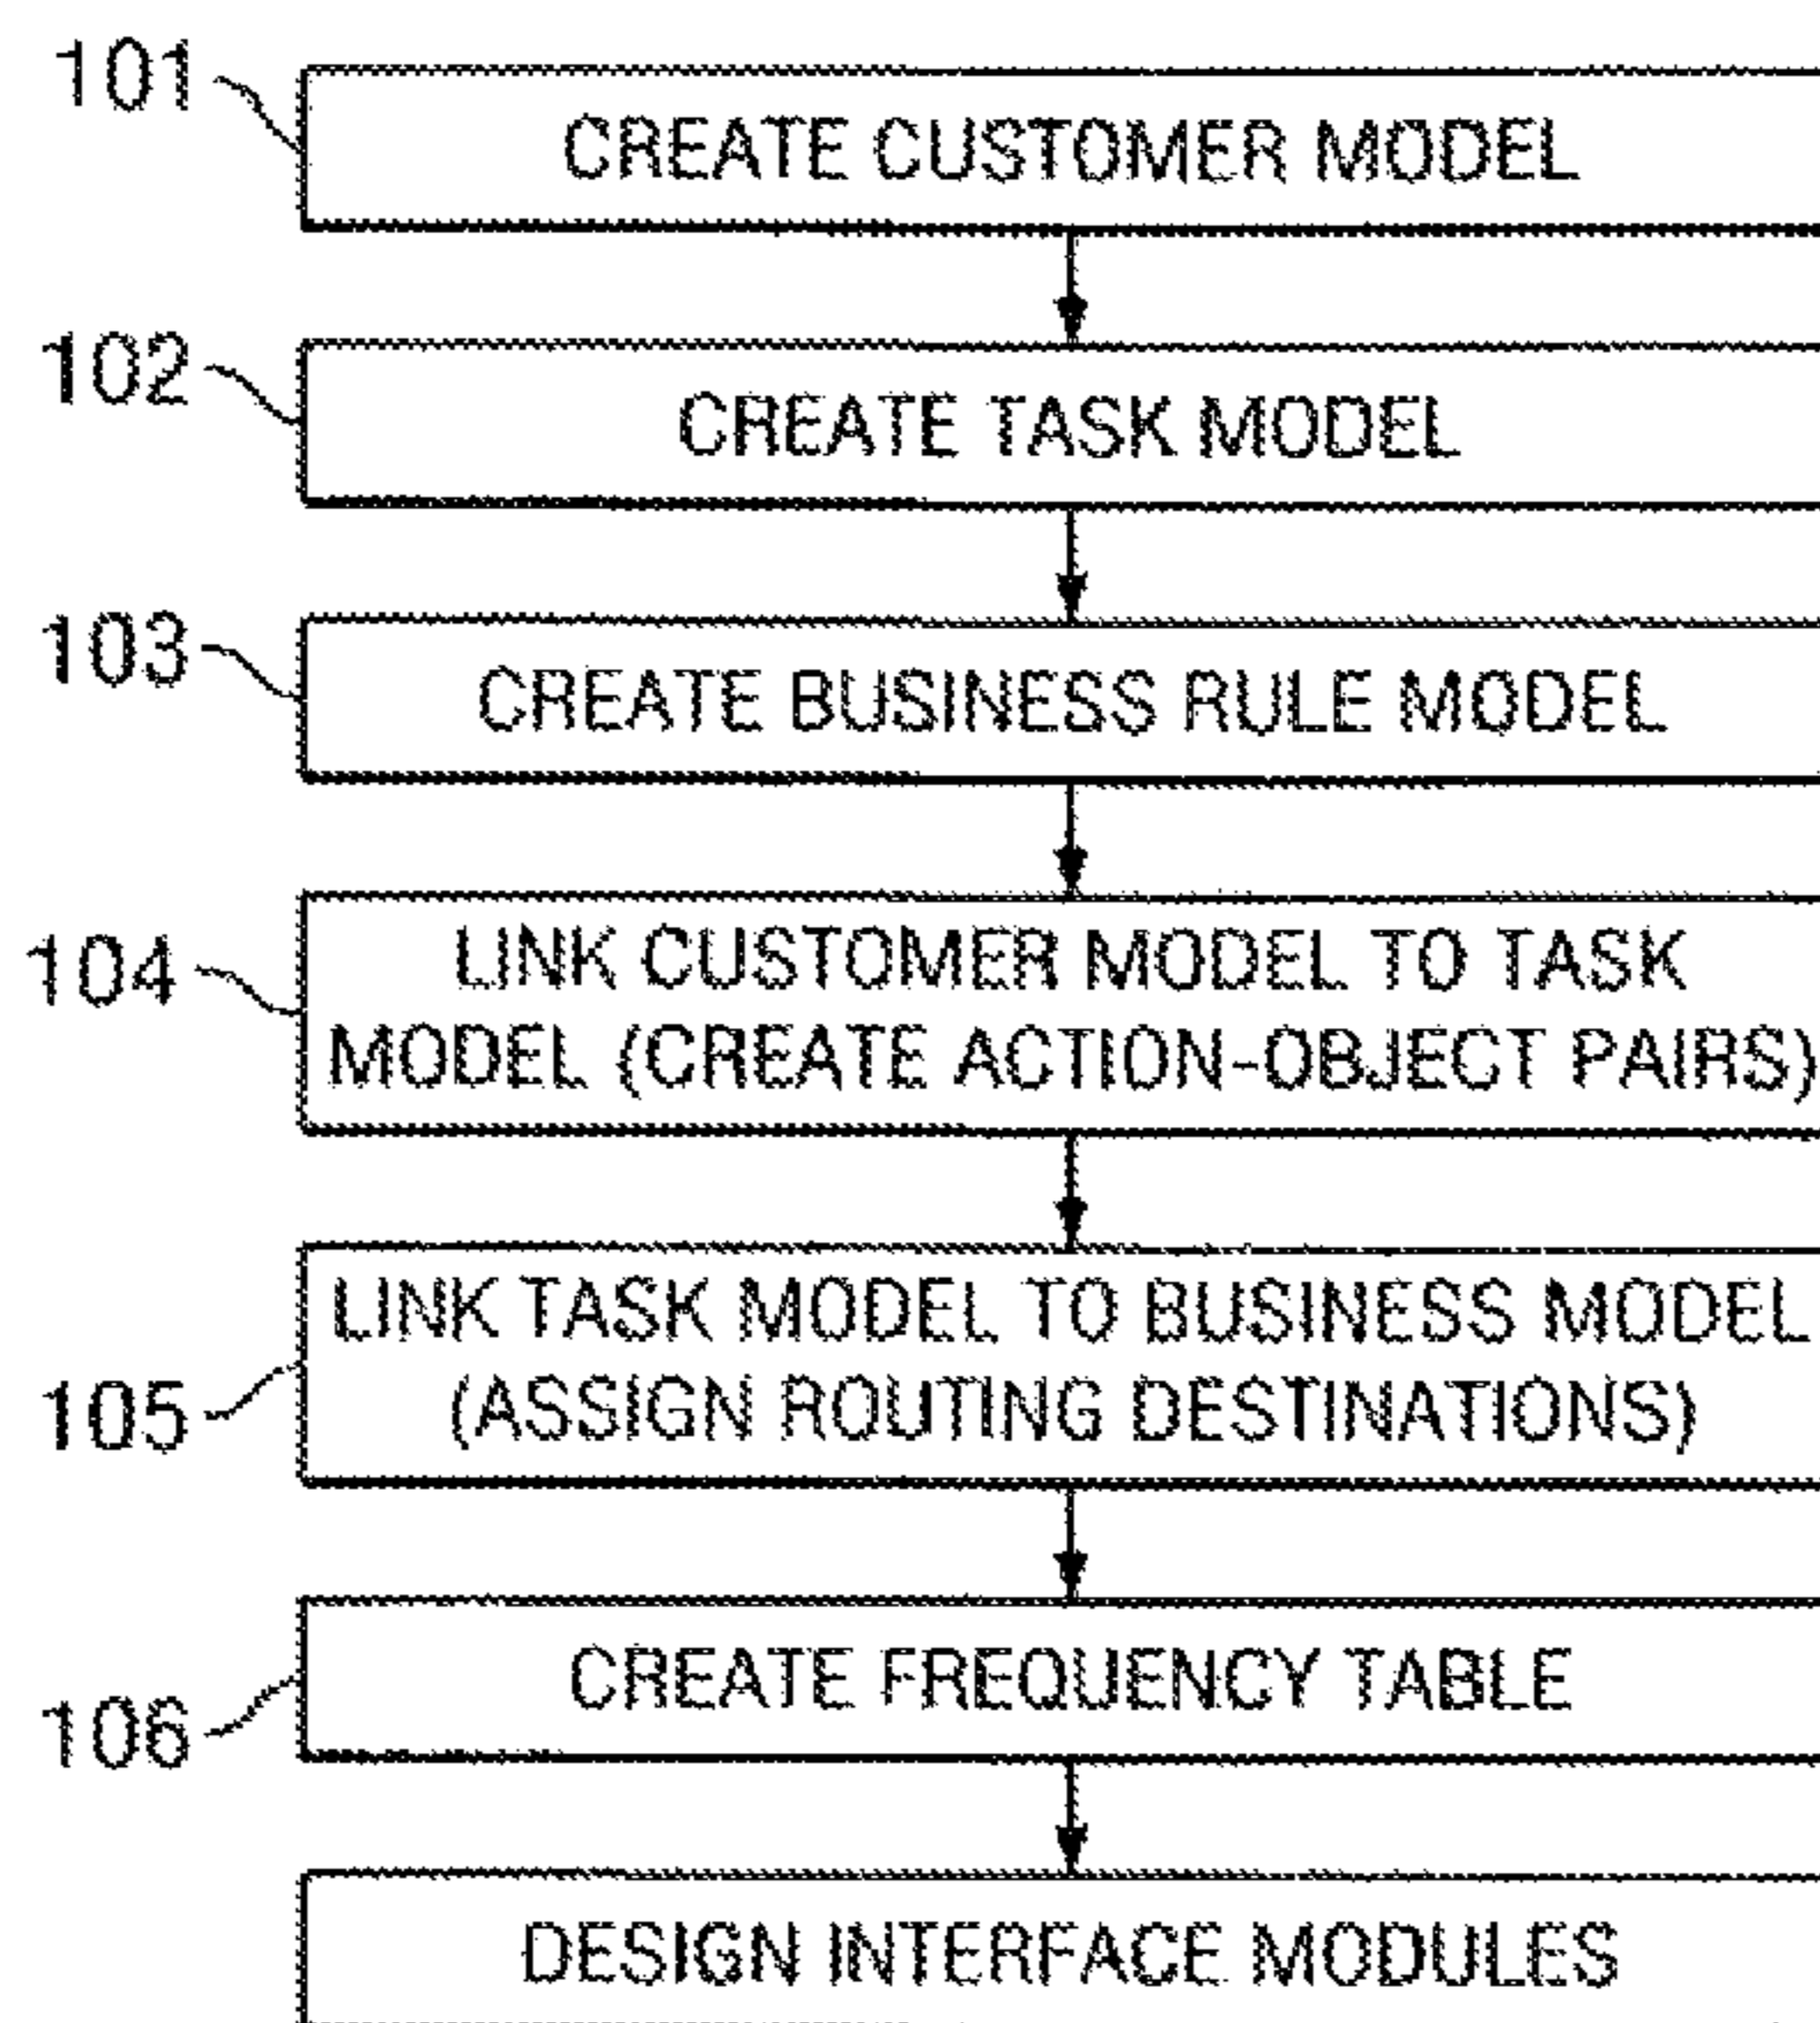 101
CREATE CUSTOMER MODEL
102
CREATE TASK MODEL
103
CREATE BUSINESS RULE MODEL
104
LINK CUSTOMER MODEL TO TASK
MODEL (CREATE ACTION-OBJECT PAIRS)
LINK TASK MODEL TO BUSINESS MODEL
105
(ASSIGN ROUTING DESTINATIONS)
CREATE FREQUENCY TABLE
106
DESIGN INTERFACE MODULES